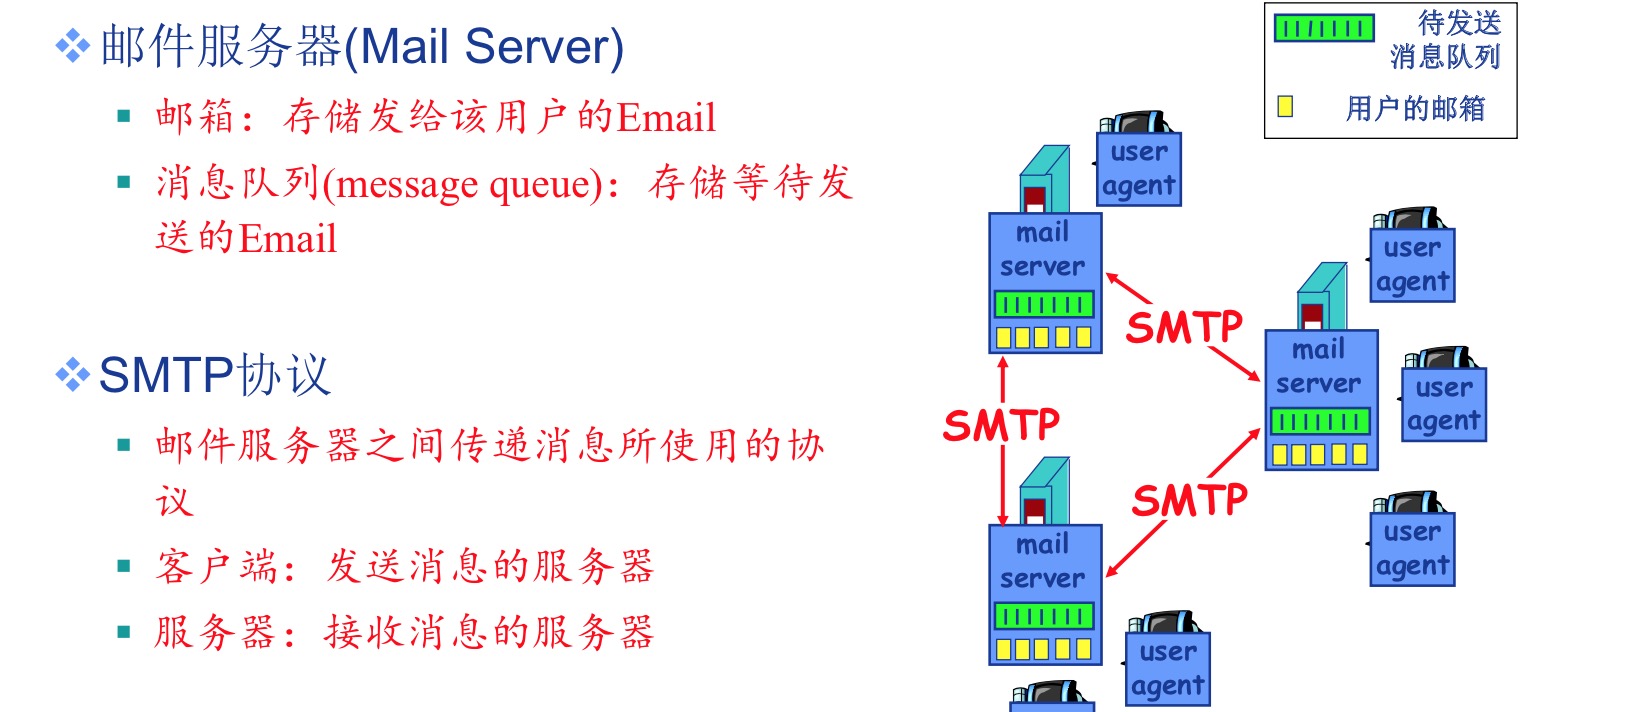 邮件服务器(Mail Server)
邮箱：存储发给该用户的Email
消息队列(message queue)：存储等待发
送的Email
SMTP协议
邮件服务器之间传递消息所使用的协
议
客户端：发送消息的服务器
服务器：接收消息的服务器
待发送
消息队列
用户的邮箱
user
agent
mail
server
user
agent
SMTP
mail
server
user
agent
SMTP
SMTP
user
agent
mail
server
user
agent